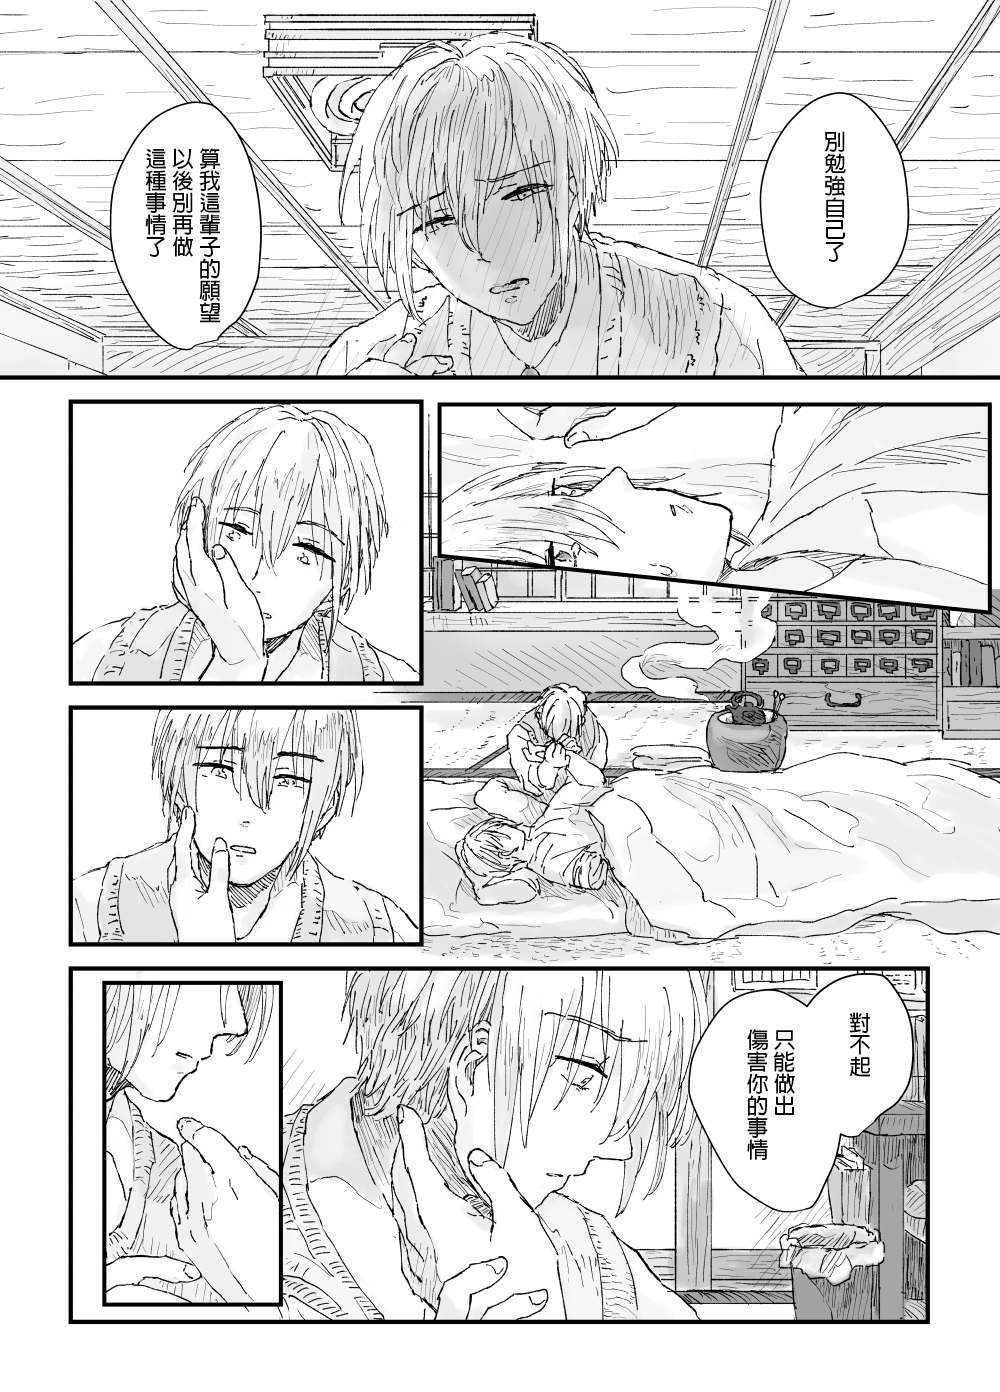 別勉強自己了
算我這輩子的願望
以後別再做
這種事情了
對不起
只能做出
傷害你的事情